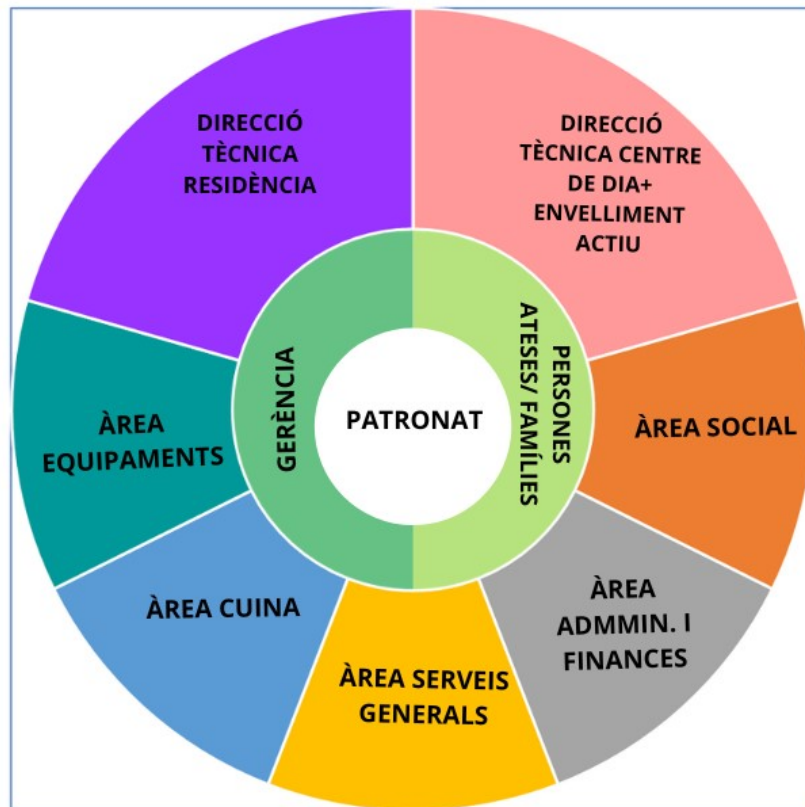 DIRECCIÓ
TÈCNICA
RESIDÈNCIA
DIRECCIÓ
TÈCNICA CENTRE
DE DIA+
ENVELLIMENT
ACTIU
GERÈNCIA
PATRONAT
PERSONES
ATESES/ FAMÍLIES
ÀREA
EQUIPAMENTS
ÀREA SOCIAL
ÀREA CUINA
ÀREA SERVEIS
GENERALS
ÀREA
ADMMIN. I
FINANCES